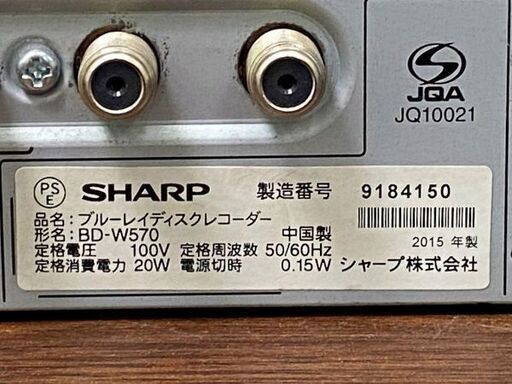 JQA
JQ10021
PS
E
SHARP 製造番号 9184150
品名：ブルーレイディスクレコーダー
形名：BD-W570 中国製 2015 年製
定格電圧 100V 定格周波数 50/60Hz
定格消費電力 20W 電源切時 0.15W シャープ株式会社